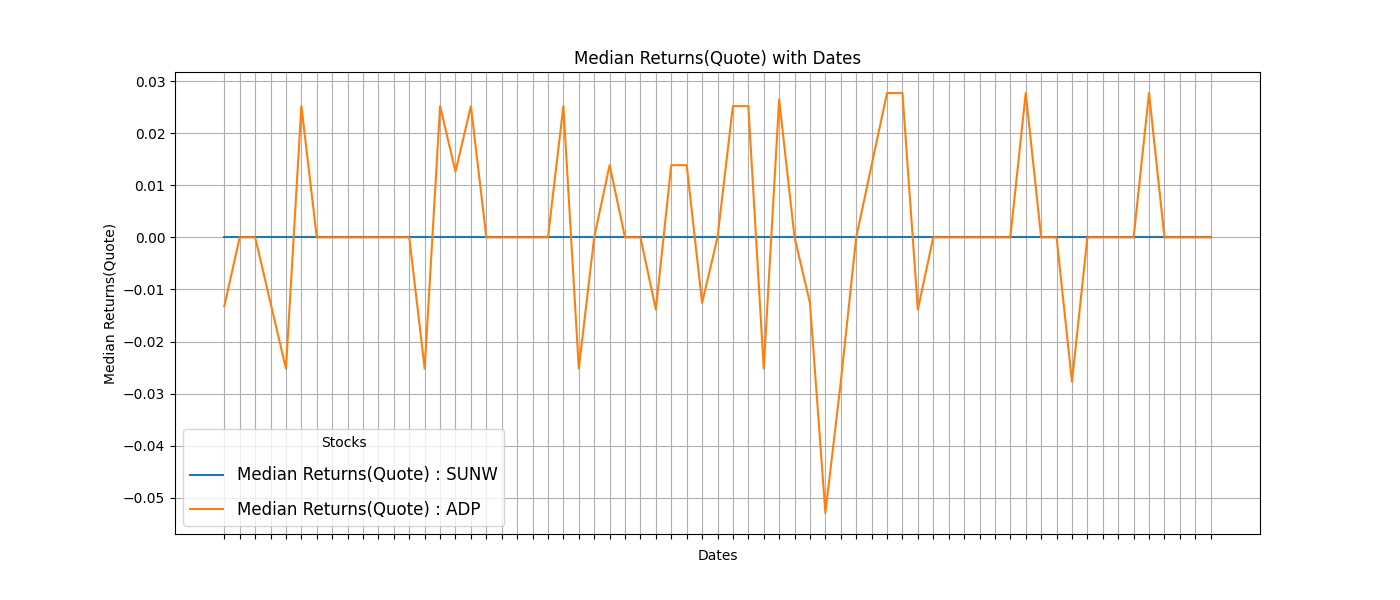 Median Returns(Quote) with Dates
Median Returns(Quote)
0.03
0.02
0.01
0.00
−0.01
−0.02
−0.03
−0.04
−0.05
Stocks
Median Returns(Quote) : SUNW
Median Returns(Quote) : ADP
Dates